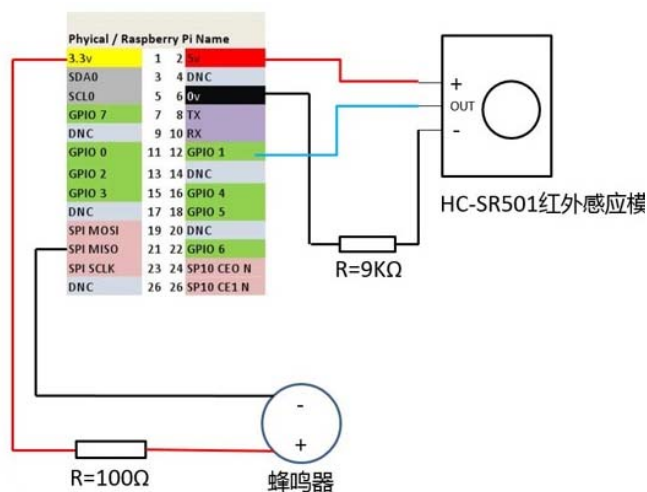 Phyical / Raspberry Pi Name
3.3v 1 2 5v
SDA0 3 4 DNC
SCL0 5 6 0v
GPIO 7 7 8 TX
DNC 9 10 RX
GPIO 0 11 12 GPIO 1
GPIO 2 13 14 DNC
GPIO 3 15 16 GPIO 4
DNC 17 18 GPIO 5
SPI MOSI 19 20 DNC
SPI MISO 21 22 GPIO 6
SPI SCLK 23 24 SP10 CEO N
DNC 26 26 SP10 CE1 N
+
OUT
-
HC-SR501红外感应模
R=9KΩ
-
+
R=100Ω
蜂鸣器